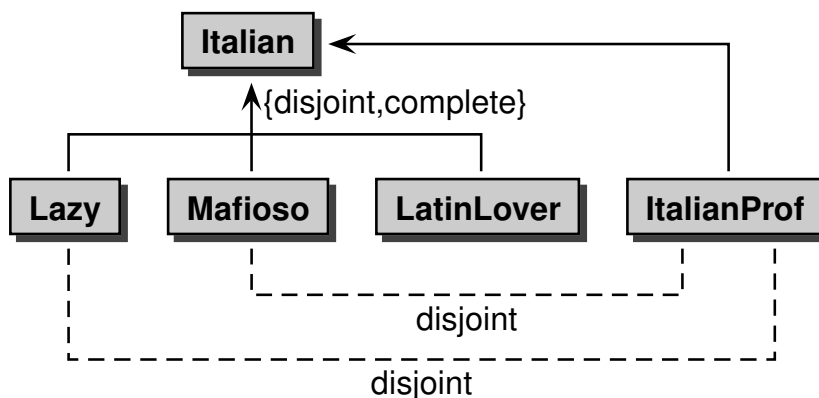 Italian
{disjoint,complete}
Lazy
Mafioso
LatinLover
ItalianProf
disjoint
disjoint